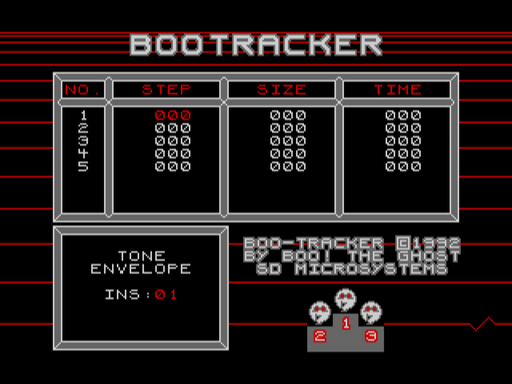 BOOTRACKER
NO. STEP SIZE TIME
1 000 000 000
2 000 000 000
3 000 000 000
4 000 000 000
5 000 000 000
TONE
ENVELOPE
INS:01
BOO-TRACKER ©1992
BY BOO! THE GHOST
SD MICROSYSTEMS
1
2 3